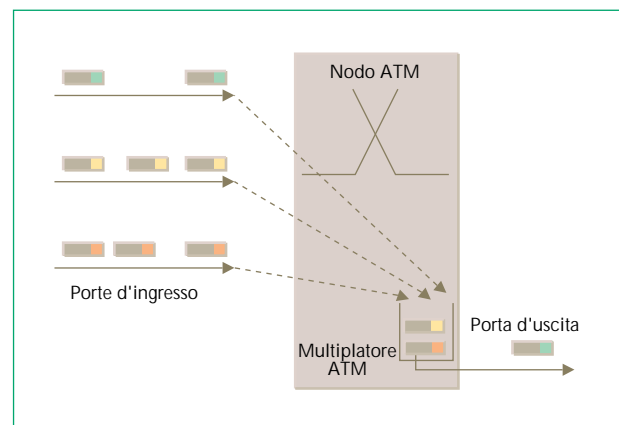 Nodo ATM
Porte d'ingresso
Porta d'uscita
Multiplatore
ATM